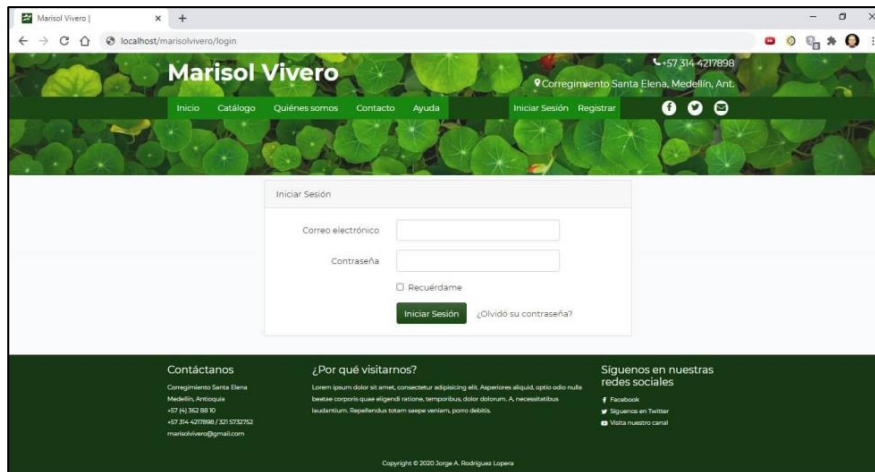 Marisol Vivero |
localhost/marisolvivero/login
Marisol Vivero
+57 314 4217898
Corregimiento Santa Elena, Medellín, Ant.
Inicio Catálogo Quiénes somos Contacto Ayuda Iniciar Sesión Registrar
Iniciar Sesión
Correo electrónico
Contraseña
Recuérdame
Iniciar Sesión ¿Olvidó su contraseña?
Contáctanos
Corregimiento Santa Elena
Medellín, Antioquia
+57 (4) 362 88 10
+57 314 4217898 / 321 5732752
marisolvivero@gmail.com
¿Por qué visitarnos?
Lorem ipsum dolor sit amet, consectetur adipisicing elit. Asperiores aliquid, optio odio nulla
beatae corporis quae eligendi ratione, temporibus, dolor dolorum. A, necessitatibus
laudantium. Repellendus totam saepe veniam, porro debitis.
Síguenos en nuestras
redes sociales
Facebook
Síguenos en Twitter
Visita nuestro canal
Copyright © 2020 Jorge A. Rodríguez Lopera